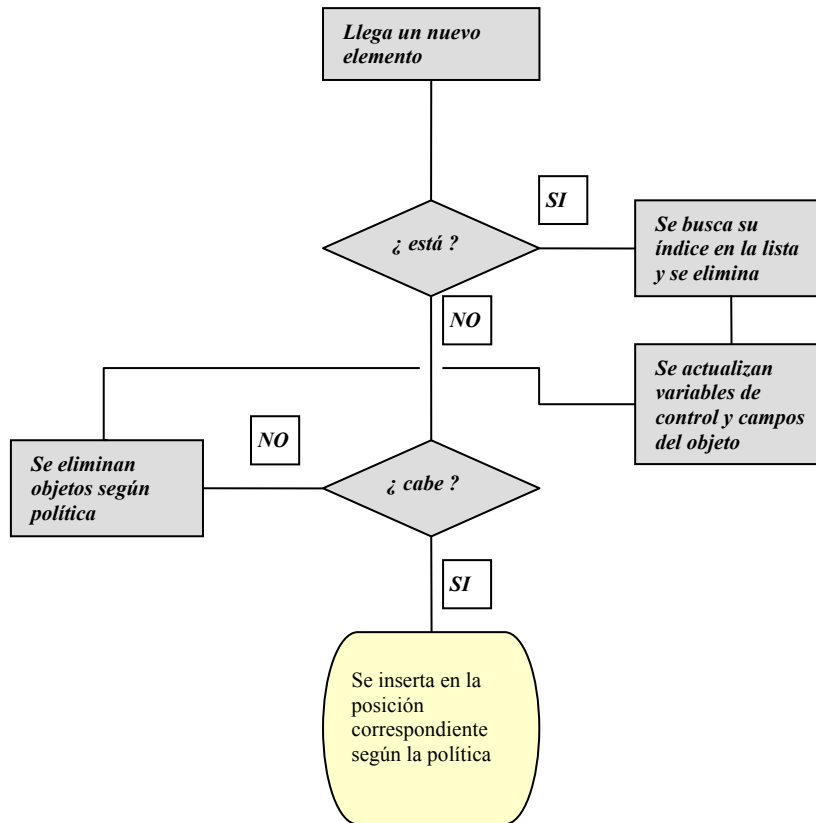 Llega un nuevo
elemento
SI
¿ está ?
Se busca su
índice en la lista
y se elimina
NO
Se actualizan
variables de
control y campos
del objeto
NO
Se eliminan
objetos según
política
¿ cabe ?
SI
Se inserta en la
posición
correspondiente
según la política